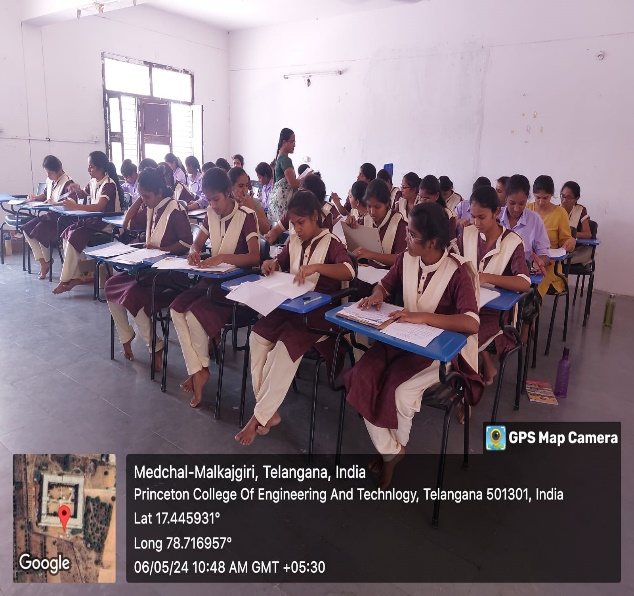 GPS Map Camera
Medchal-Malkajgiri, Telangana, India
Princeton College Of Engineering And Technlogy, Telangana 501301, India
Lat 17.445931°
Long 78.716957°
06/05/24 10:48 AM GMT +05:30
Google